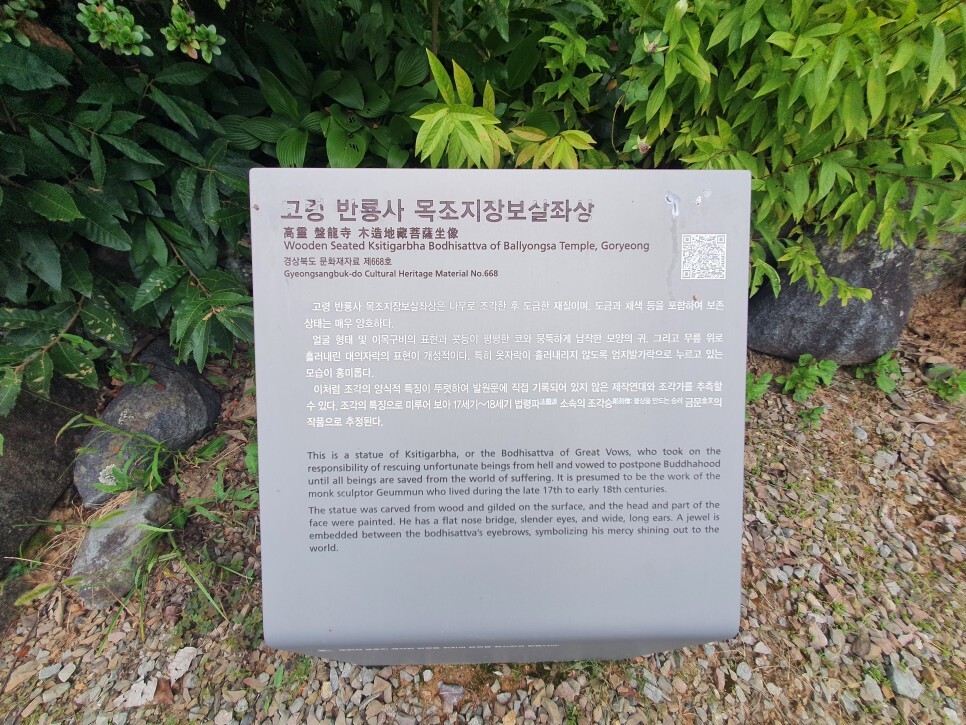 고령 반룡사 목조지장보살좌상
高靈 盤龍寺 木造地藏菩薩坐像
Wooden Seated Ksitigarbha Bodhisattva of Ballyongsa Temple, Goryeong
경상북도 문화재자료 제668호
Gyeongsangbuk-do Cultural Heritage Material No.668
고령 반룡사 목조지장보살좌상은 나무로 조각한 후 도금한 재질이며, 도금과 채색 등을 포함하여 보존
상태는 매우 양호하다.
얼굴 형태 및 이목구비의 표현과 콧등이 평평한 코와 뭉툭하게 납작한 모양의 귀, 그리고 무릎 위로
흘러내린 대의자락의 표현이 개성적이다. 특히 옷자락이 흘러내리지 않도록 엄지발가락으로 누르고 있는
모습이 흥미롭다.
이처럼 조각의 양식적 특징이 뚜렷하여 발원문에 직접 기록되어 있지 않은 제작연대와 조각가를 추측할
수 있다. 조각의 특징으로 미루어 보아 17세기~18세기 법령파 소속의 조각승 불상을 만드는 승려 금문의
작품으로 추정된다.
This is a statue of Ksitigarbha, or the Bodhisattva of Great Vows, who took on the
responsibility of rescuing unfortunate beings from hell and vowed to postpone Buddhahood
until all beings are saved from the world of suffering. It is presumed to be the work of the
monk sculptor Geummun who lived during the late 17th to early 18th centuries.
The statue was carved from wood and gilded on the surface, and the head and part of the
face were painted. He has a flat nose bridge, slender eyes, and wide, long ears. A jewel is
embedded between the bodhisattva's eyebrows, symbolizing his mercy shining out to the
world.